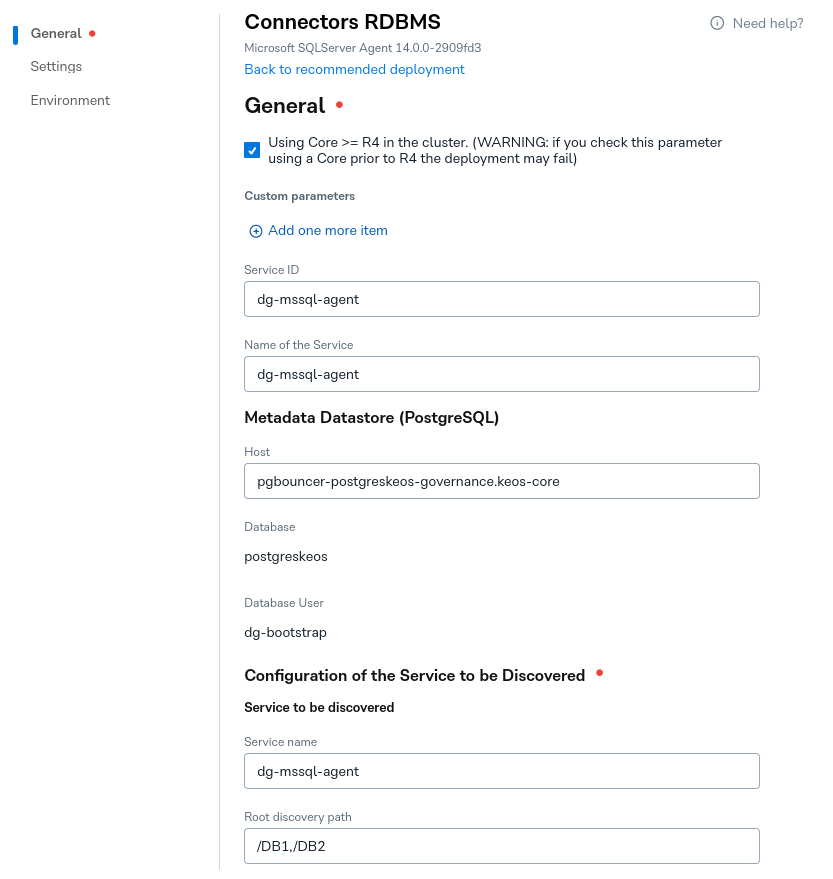 General
Settings
Environment
Connectors RDBMS
Need help?
Microsoft SQLServer Agent 14.0.0-2909fd3
Back to recommended deployment
General
Using Core >= R4 in the cluster. (WARNING: if you check this parameter
using a Core prior to R4 the deployment may fail)
Custom parameters
Add one more item
Service ID
dg-mssql-agent
Name of the Service
dg-mssql-agent
Metadata Datastore (PostgreSQL)
Host
pgbouncer-postgreskeos-governance.keos-core
Database
postgreskeos
Database User
dg-bootstrap
Configuration of the Service to be Discovered
Service to be discovered
Service name
dg-mssql-agent
Root discovery path
/DB1,/DB2